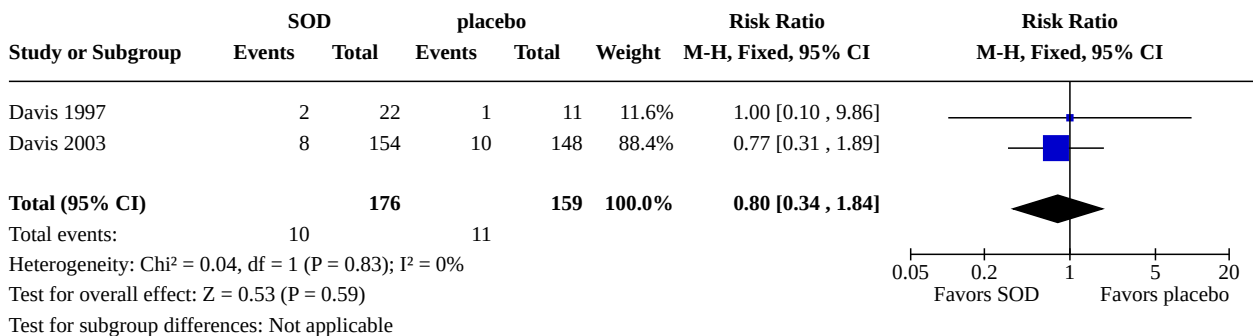 SOD placebo Risk Ratio Risk Ratio
Study or Subgroup Events Total Events Total Weight M-H, Fixed, 95% CI M-H, Fixed, 95% CI
Davis 1997 2 22 1 11 11.6% 1.00 [0.10 , 9.86]
Davis 2003 8 154 10 148 88.4% 0.77 [0.31 , 1.89]
Total (95% CI) 176 159 100.0% 0.80 [0.34 , 1.84]
Total events: 10 11
Heterogeneity: Chi² = 0.04, df = 1 (P = 0.83); I² = 0%
0.05 0.2 1 5 20
Test for overall effect: Z = 0.53 (P = 0.59)
Favors SOD Favors placebo
Test for subgroup differences: Not applicable